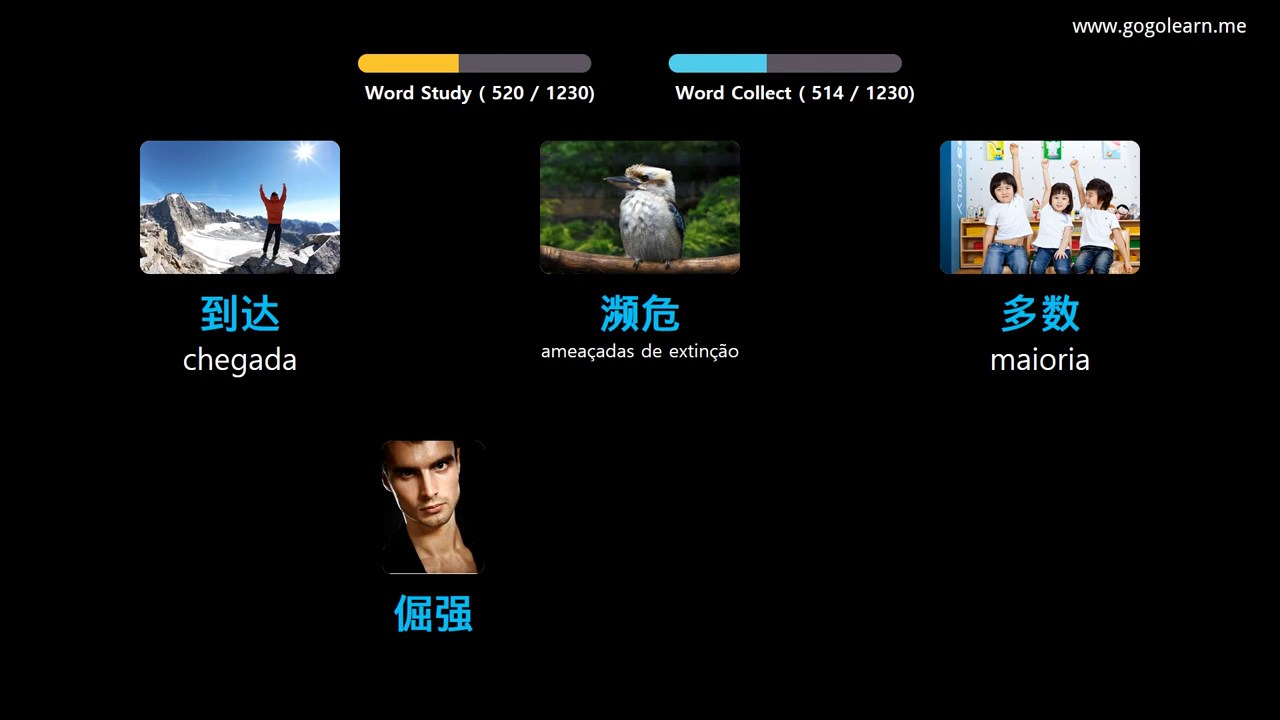 www.gogolearn.me
Word Study ( 520 / 1230)
Word Collect ( 514 / 1230)
到达
濒危
多数
chegada
ameaçadas de extinção
maioria
倔强